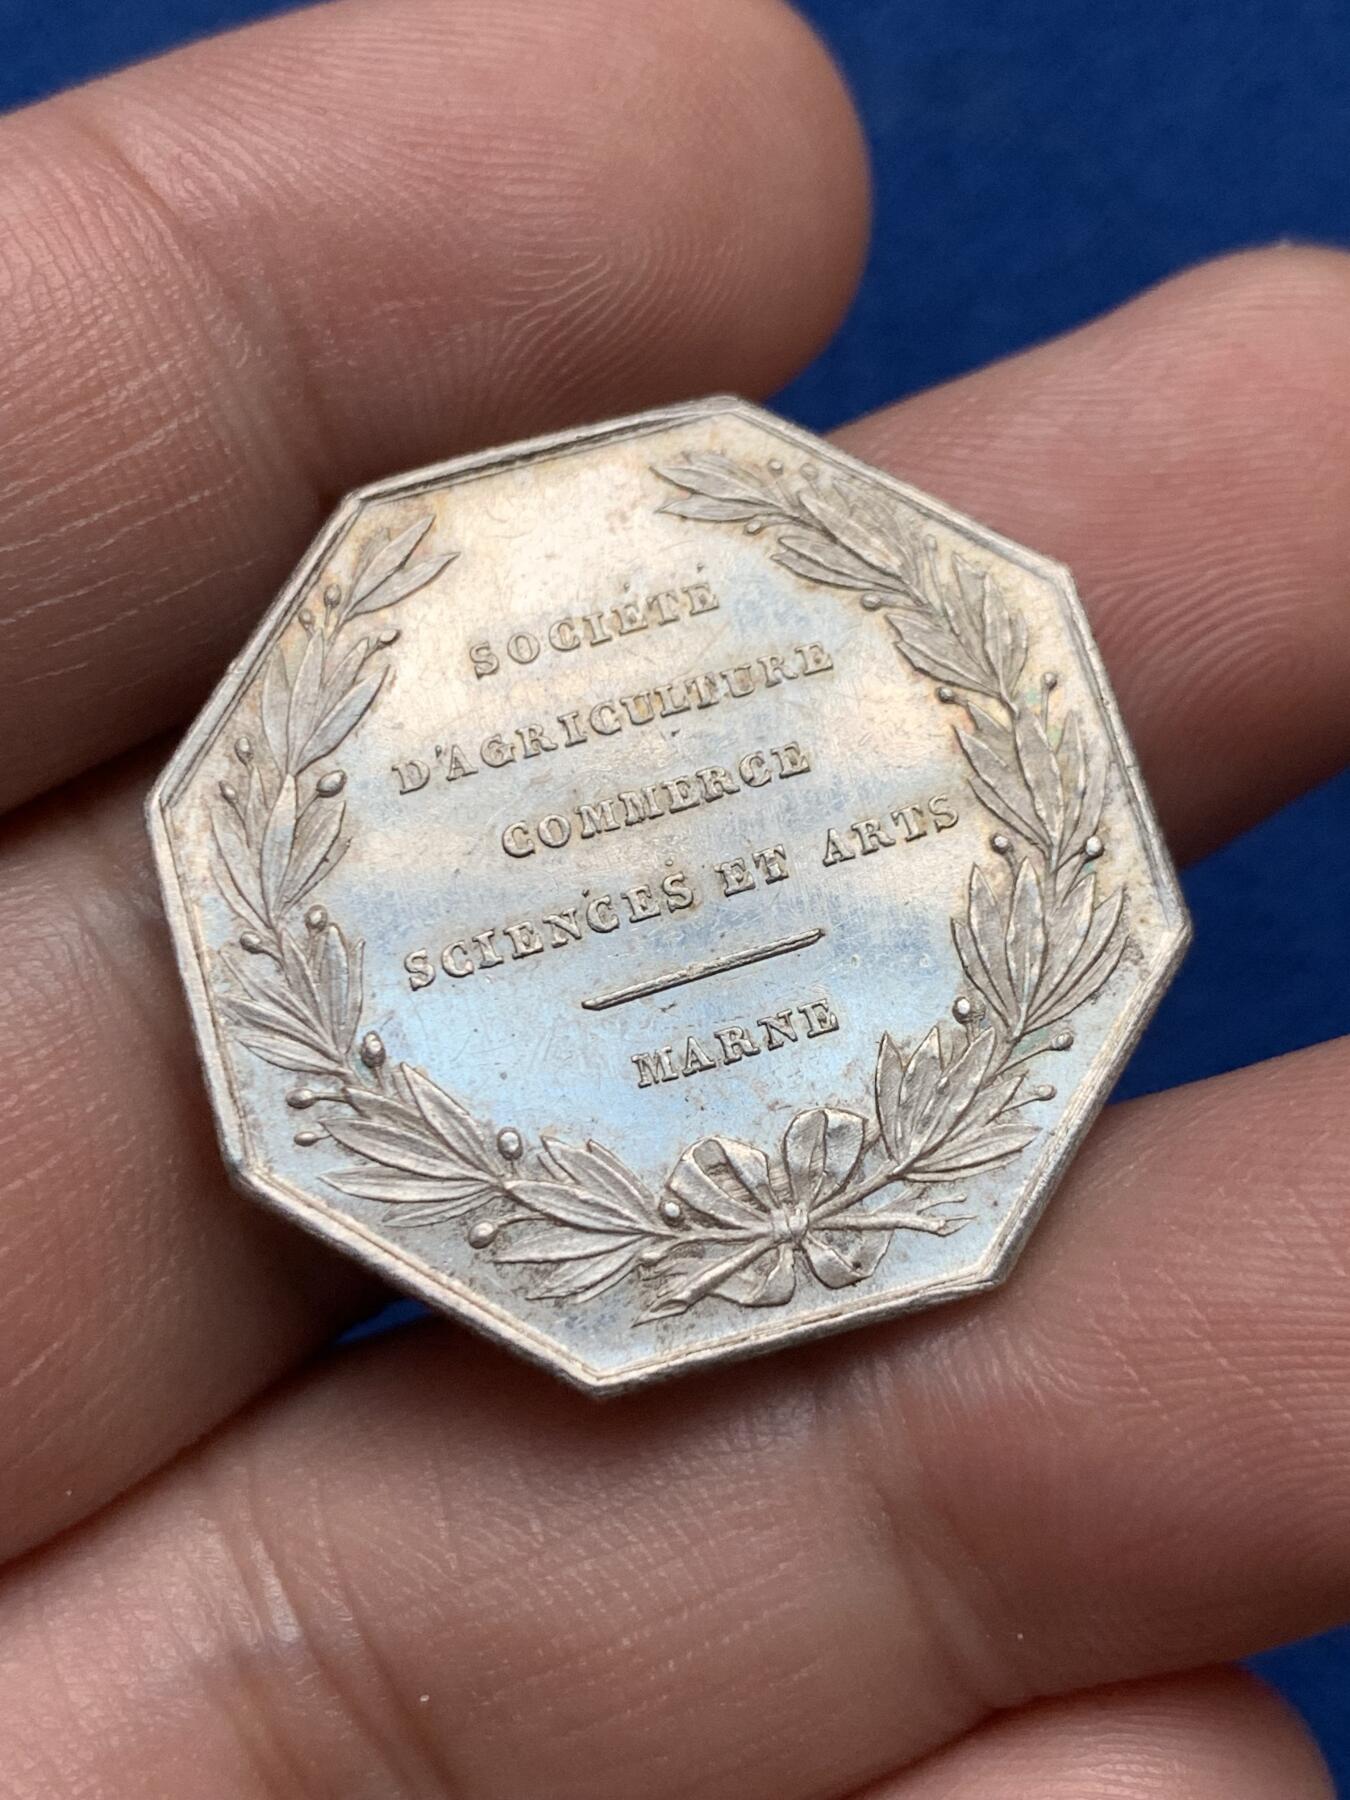 SOCIÉTÉ
D'AGRICULTURE
COMMERCE
SCIENCES ET ARTS
MARNE